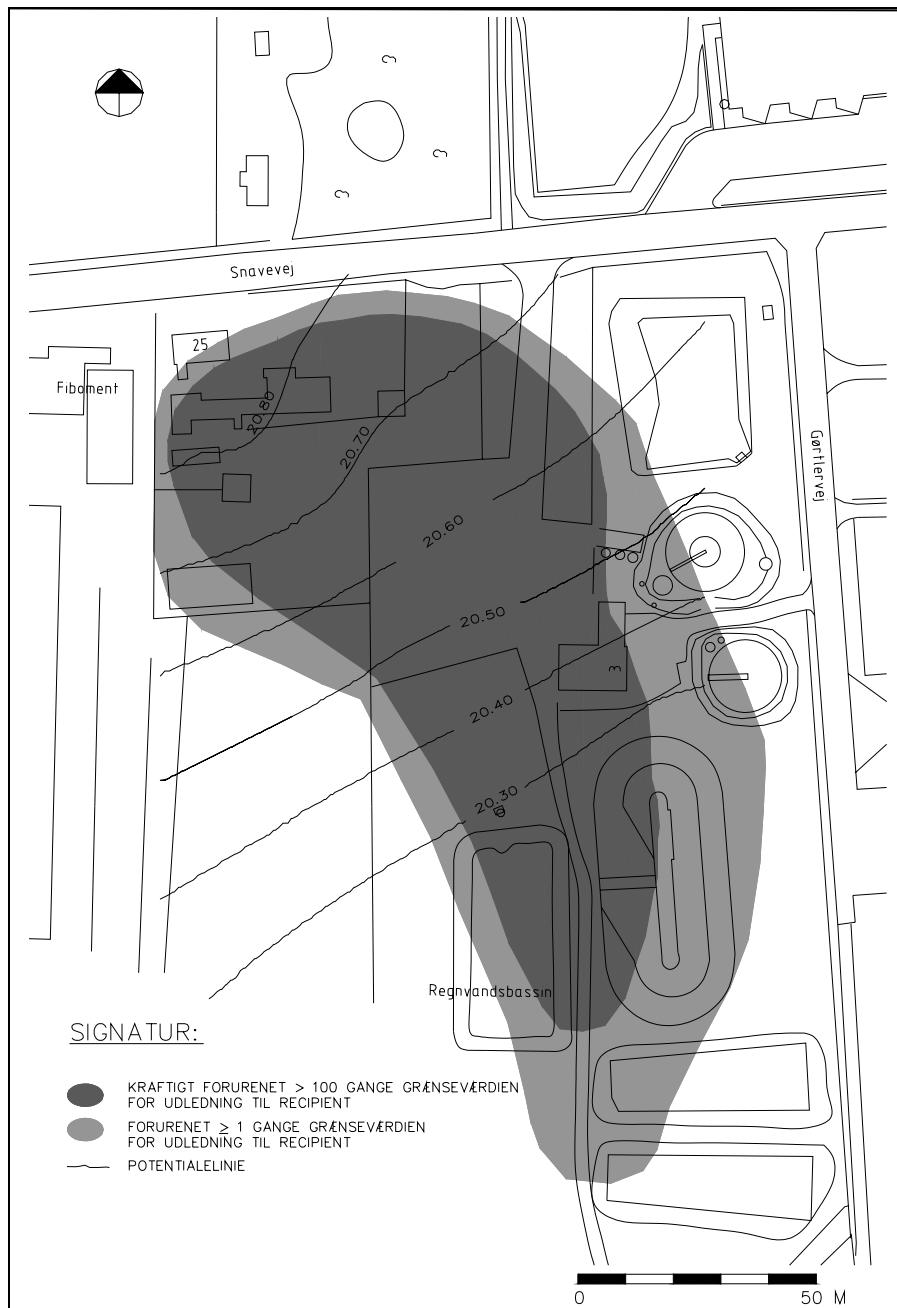 Snavevej
25
Fiboment
20.80
20.70
Gørtlervej
20.60
20.50
3
20.40
20.30
Regnvandsbassin
SIGNATUR:
KRAFTIGT FORURENET > 100 GANGE GRÆNSEVÆRDIEN
FOR UDLEDNING TIL RECIPIENT
FORURENET ≥ 1 GANGE GRÆNSEVÆRDIEN
FOR UDLEDNING TIL RECIPIENT
POTENTIALELINIE
0 50 M